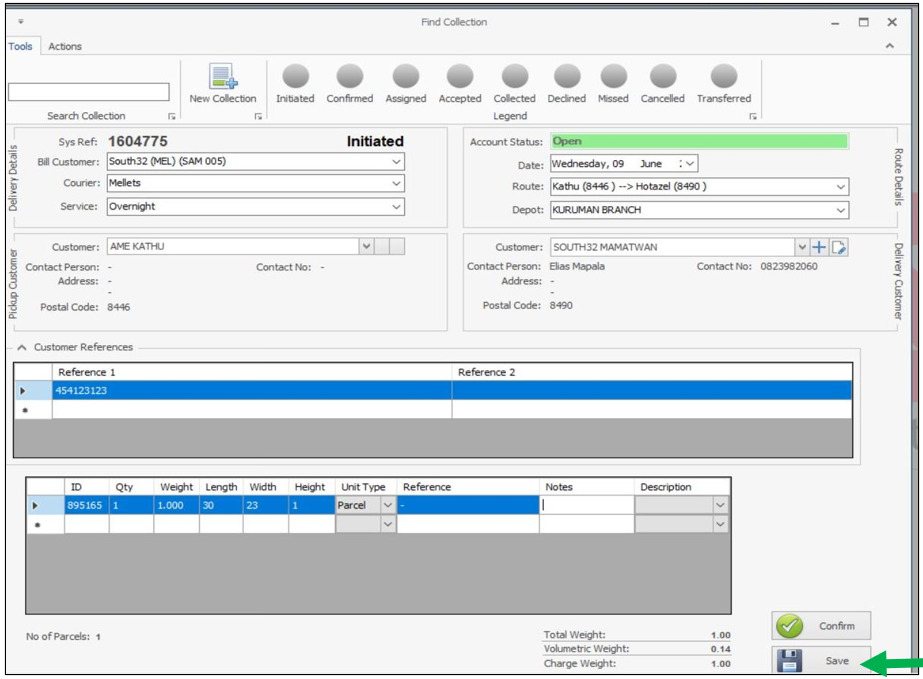 Find Collection
Tools Actions
New Collection Initiated Confirmed Assigned Accepted Collected Declined Missed Cancelled Transferred
Search Collection Legend
Delivery Details
Sys Ref: 1604775 Initiated
Bill Customer: South32 (MEL) (SAM 005)
Courier: Mellets
Service: Overnight
Account Status: Open
Date: Wednesday, 09 June
Route: Kathu (8446 ) --> Hotazel (8490 )
Depot: KURUMAN BRANCH
Route Details
Pickup Customer
Customer: AME KATHU
Contact Person: - Contact No: -
Address: -
-
Postal Code: 8446
Customer: SOUTH32 MAMATWAN
Contact Person: Elias Mapala Contact No: 0823982060
Address: -
-
Postal Code: 8490
Delivery Customer
Customer References
Reference 1 Reference 2
454123123
ID Qty Weight Length Width Height Unit Type Reference Notes Description
895165 1 1.000 30 23 1 Parcel -
No of Parcels: 1
Total Weight: 1.00
Volumetric Weight: 0.14
Charge Weight: 1.00
Confirm
Save